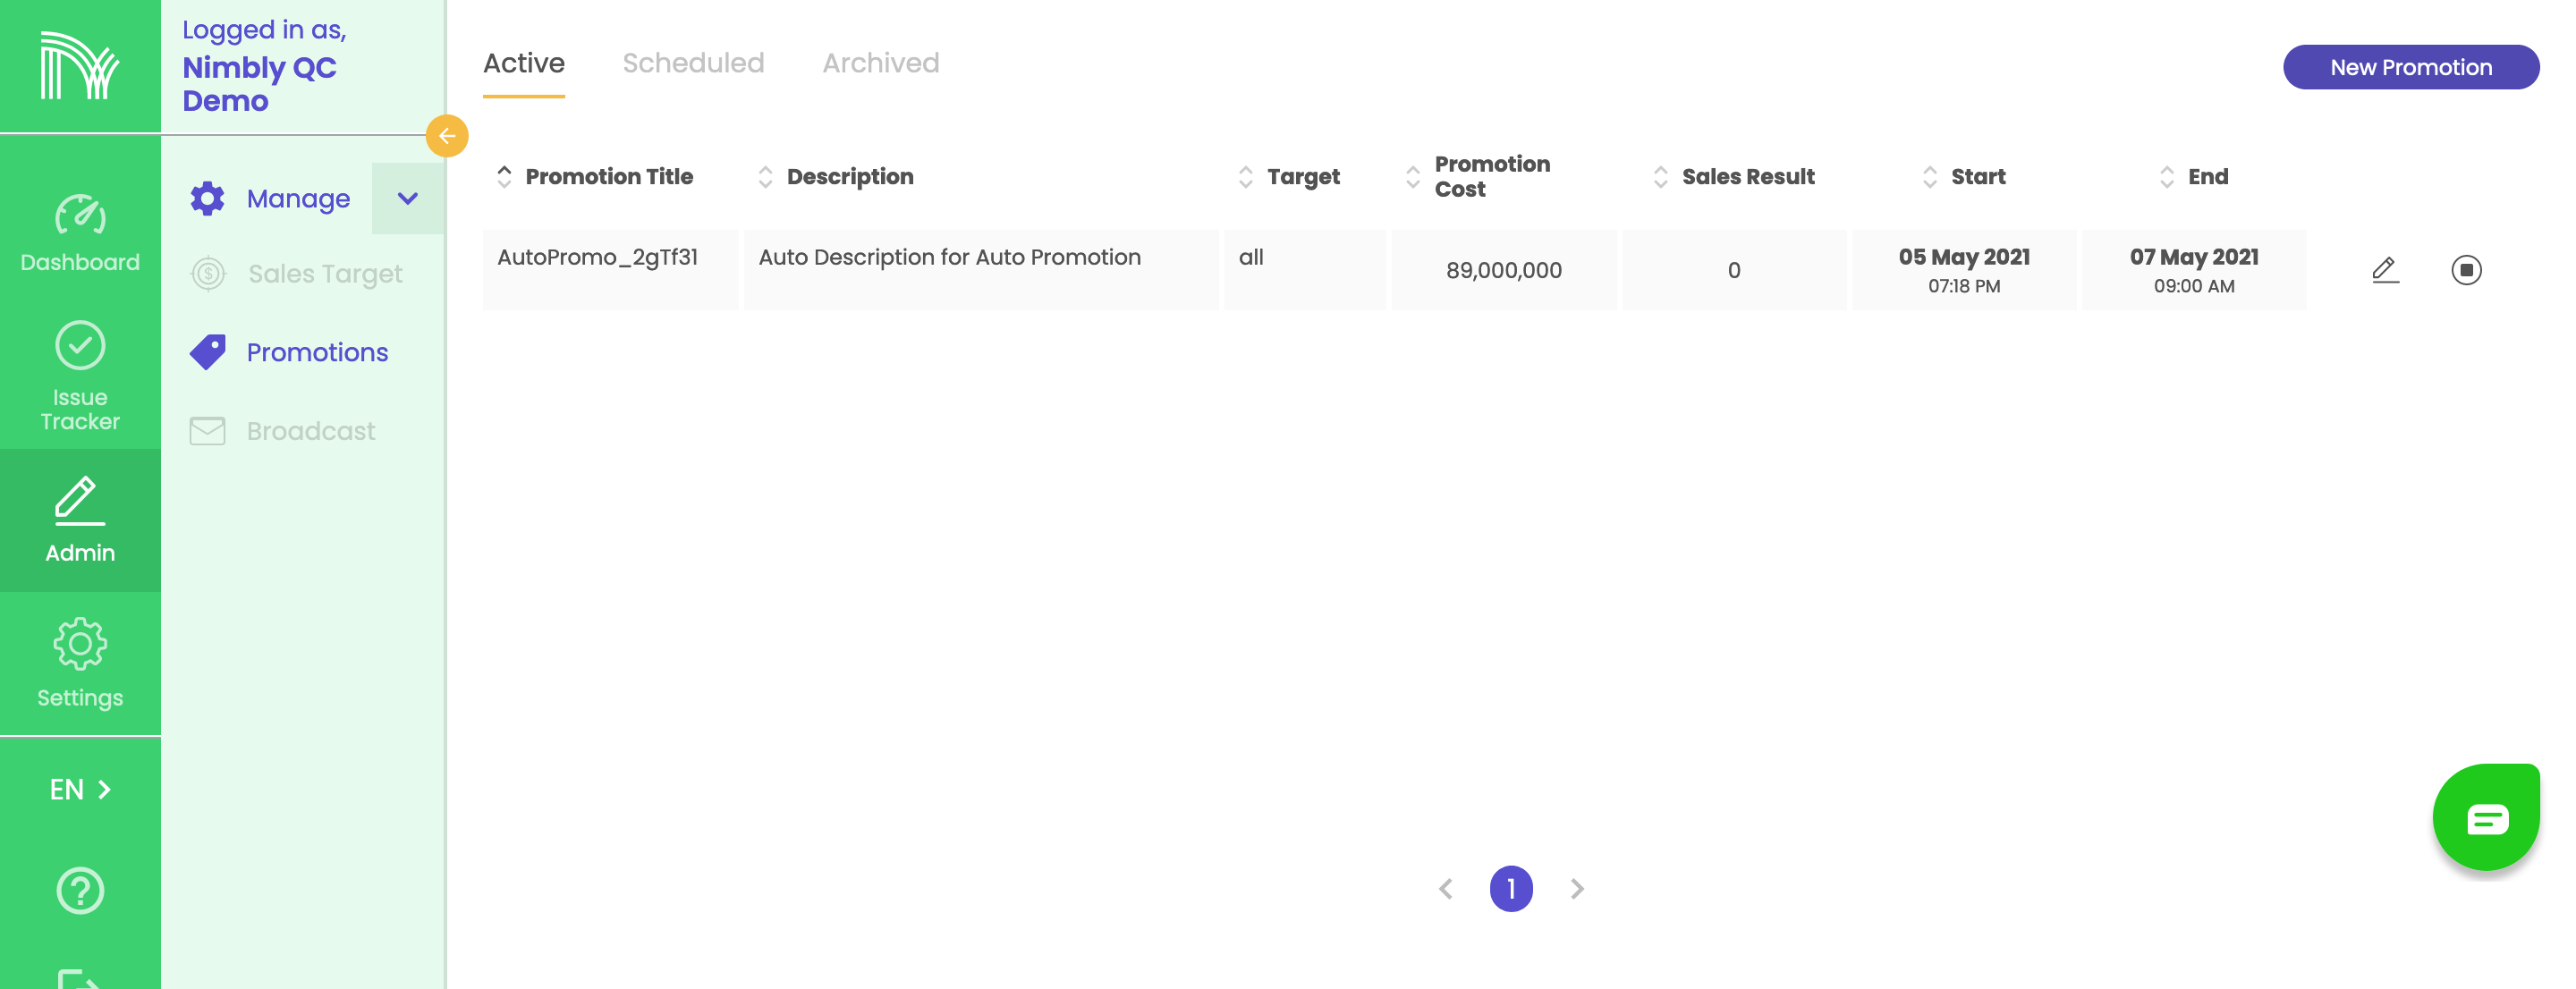 Logged in as,
Nimbly QC
Demo
Dashboard
Issue
Tracker
Admin
Settings
EN
Manage
Sales Target
Promotions
Broadcast
Active Scheduled Archived
New Promotion
Promotion Title Description Target Promotion Cost Sales Result Start End
AutoPromo_2gTf31 Auto Description for Auto Promotion all 89,000,000 0 05 May 2021 07 May 2021
07:18 PM 09:00 AM
1